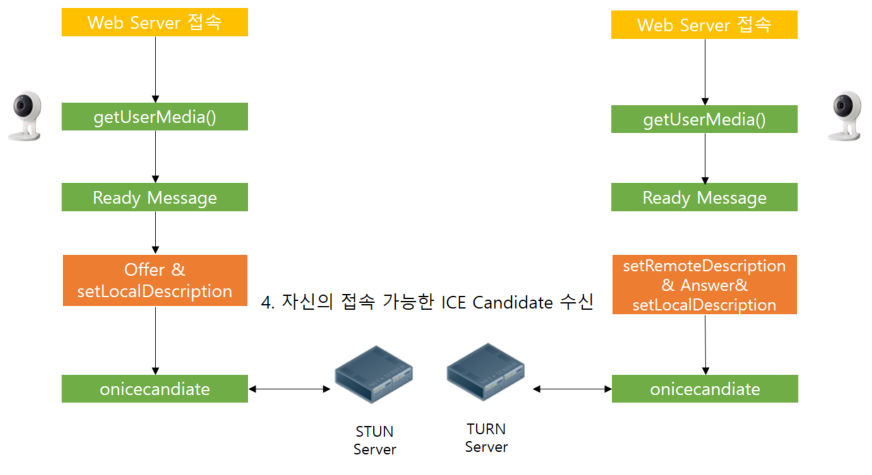 Web Server 접속
Web Server 접속
getUserMedia()
getUserMedia()
Ready Message
Ready Message
Offer &
setLocalDescription
setRemoteDescription
& Answer&
setLocalDescription
4. 자신의 접속 가능한 ICE Candidate 수신
onicecandiate
onicecandiate
STUN
Server
TURN
Server